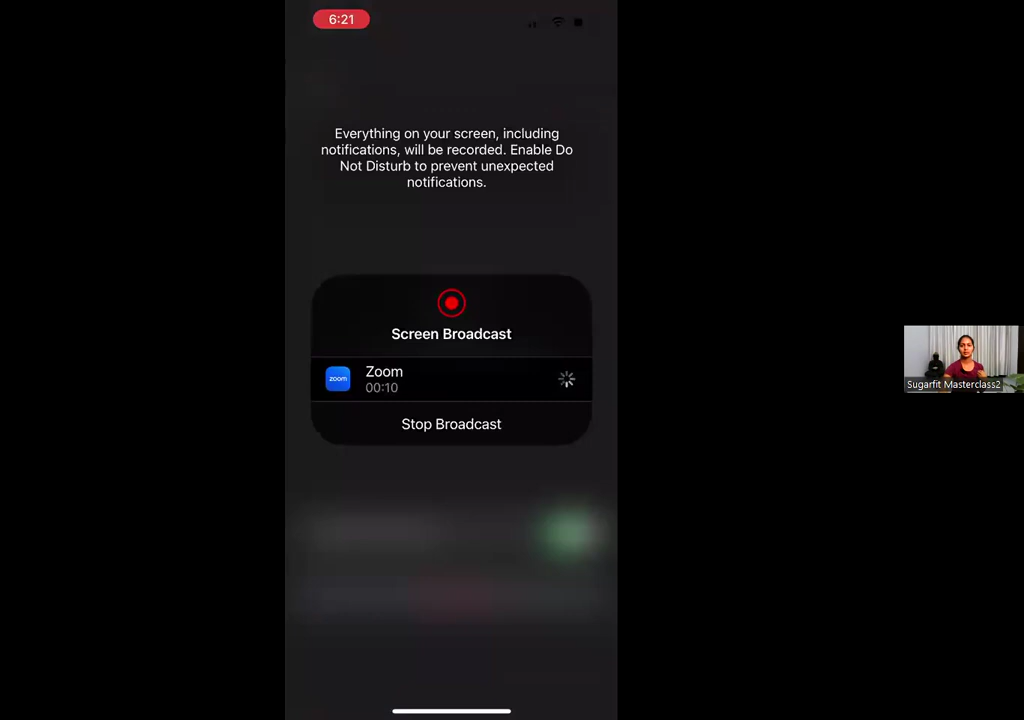 6:21
Everything on your screen, including
notifications, will be recorded. Enable Do
Not Disturb to prevent unexpected
notifications.
Screen Broadcast
zoom
Zoom
00:10
Stop Broadcast
Sugarfit Masterclass2